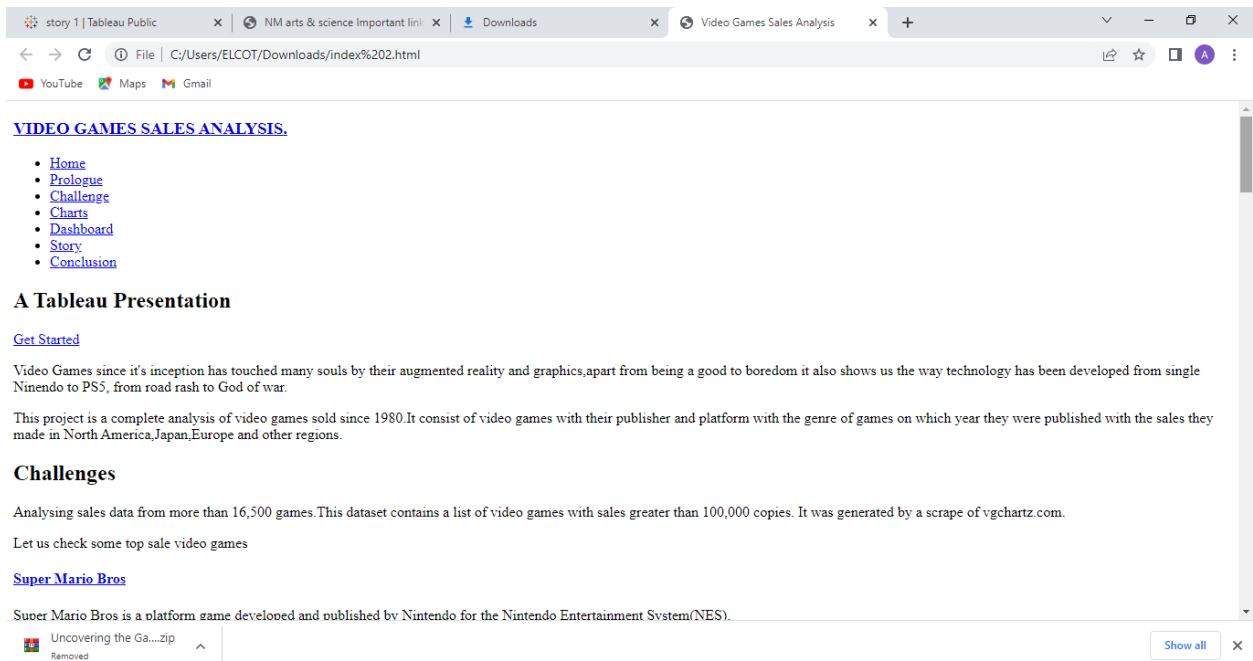 story 1 | Tableau Public
NM arts & science Important link
Downloads
Video Games Sales Analysis
File
C:/Users/ELCOT/Downloads/index%202.html
A
YouTube
Maps
Gmail
VIDEO GAMES SALES ANALYSIS.
Home
Prologue
Challenge
Charts
Dashboard
Story
Conclusion
A Tableau Presentation
Get Started
Video Games since it's inception has touched many souls by their augmented reality and graphics,apart from being a good to boredom it also shows us the way technology has been developed from single
Ninendo to PS5, from road rash to God of war.
This project is a complete analysis of video games sold since 1980.It consist of video games with their publisher and platform with the genre of games on which year they were published with the sales they
made in North America,Japan,Europe and other regions.
Challenges
Analysing sales data from more than 16,500 games.This dataset contains a list of video games with sales greater than 100,000 copies. It was generated by a scrape of vgchartz.com.
Let us check some top sale video games
Super Mario Bros
Super Mario Bros is a platform game developed and published by Nintendo for the Nintendo Entertainment System(NES).
Uncovering the Ga....zip
Removed
Show all